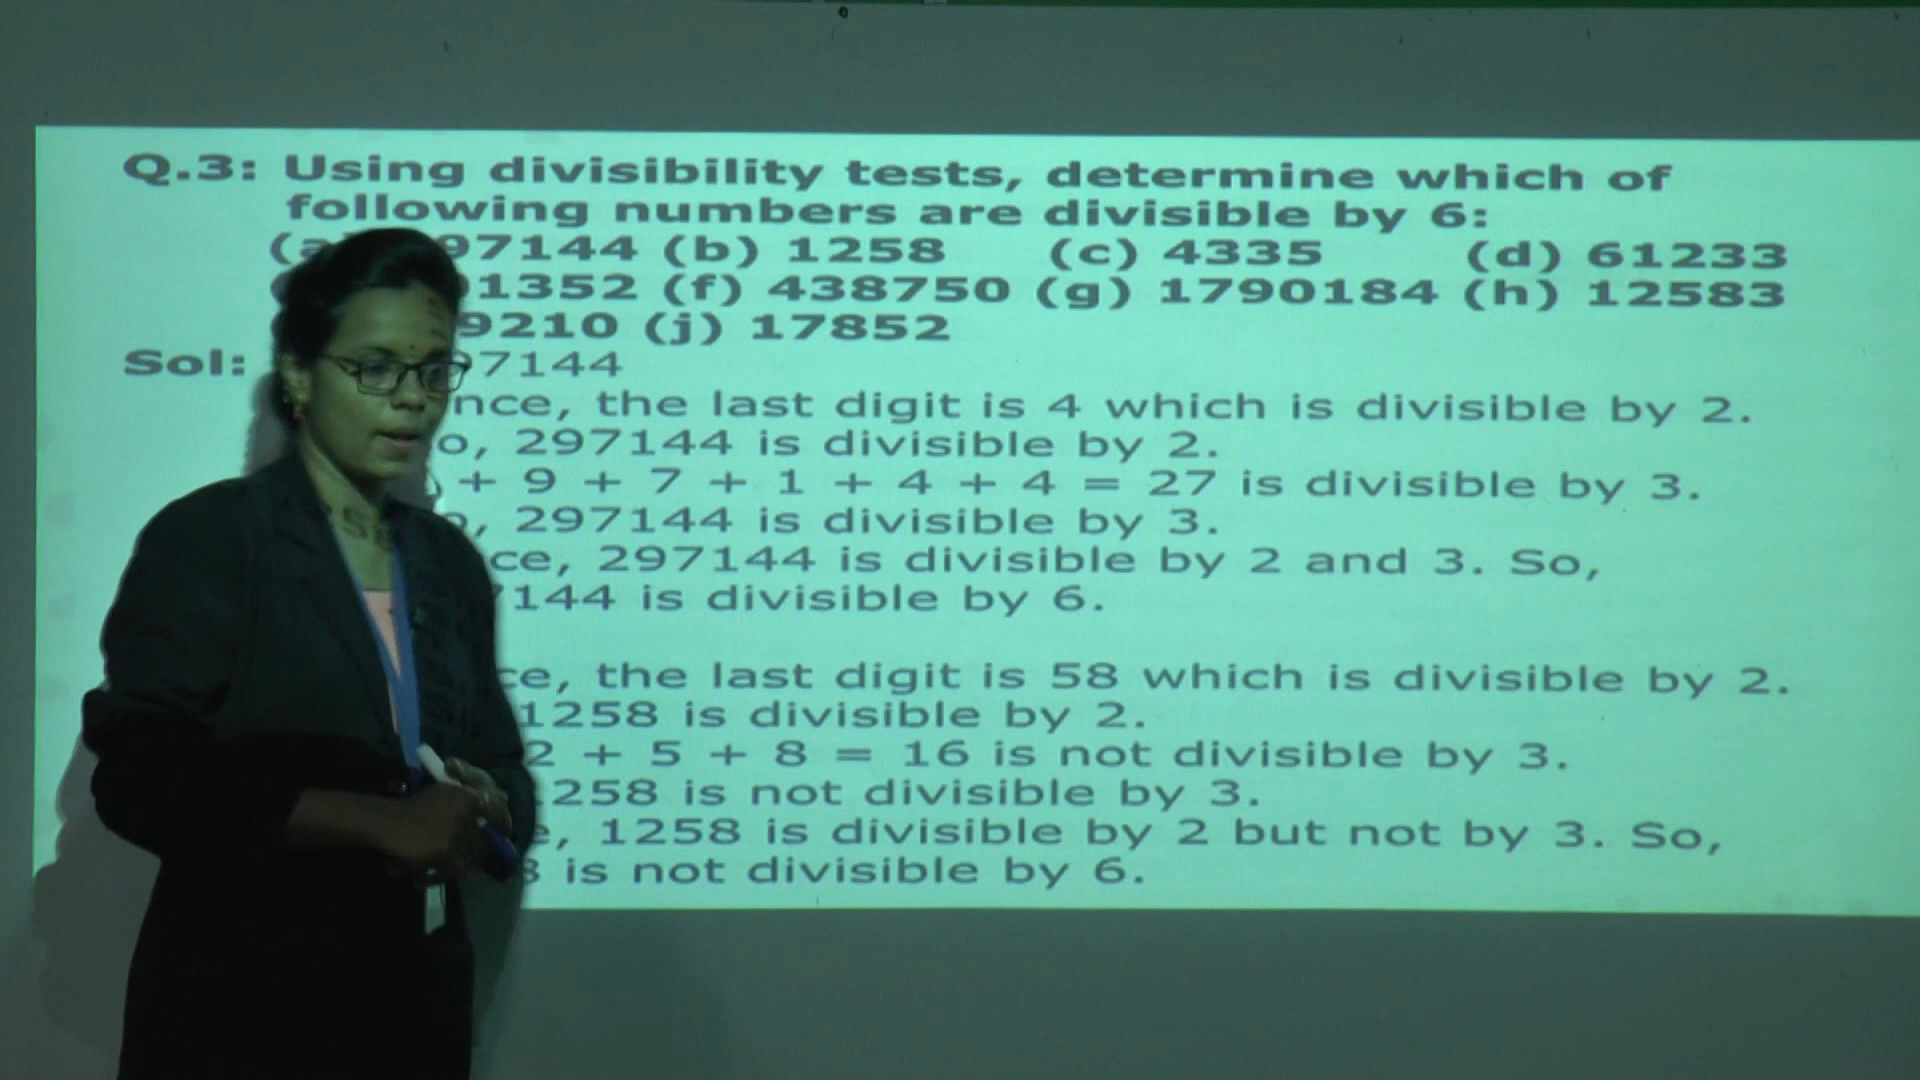 Q.3: Using divisibility tests, determine which of
following numbers are divisible by 6:
97144 (b) 1258 (c) 4335 (d) 61233
1352 (f) 438750 (g) 1790184 (h) 12583
9210 (j) 17852
Sol: 97144
nce, the last digit is 4 which is divisible by 2.
o, 297144 is divisible by 2.
+ 9 + 7 + 1 + 4 + 4 = 27 is divisible by 3.
, 297144 is divisible by 3.
ce, 297144 is divisible by 2 and 3. So,
144 is divisible by 6.
ce, the last digit is 58 which is divisible by 2.
1258 is divisible by 2.
2 + 5 + 8 = 16 is not divisible by 3.
258 is not divisible by 3.
e, 1258 is divisible by 2 but not by 3. So,
8 is not divisible by 6.